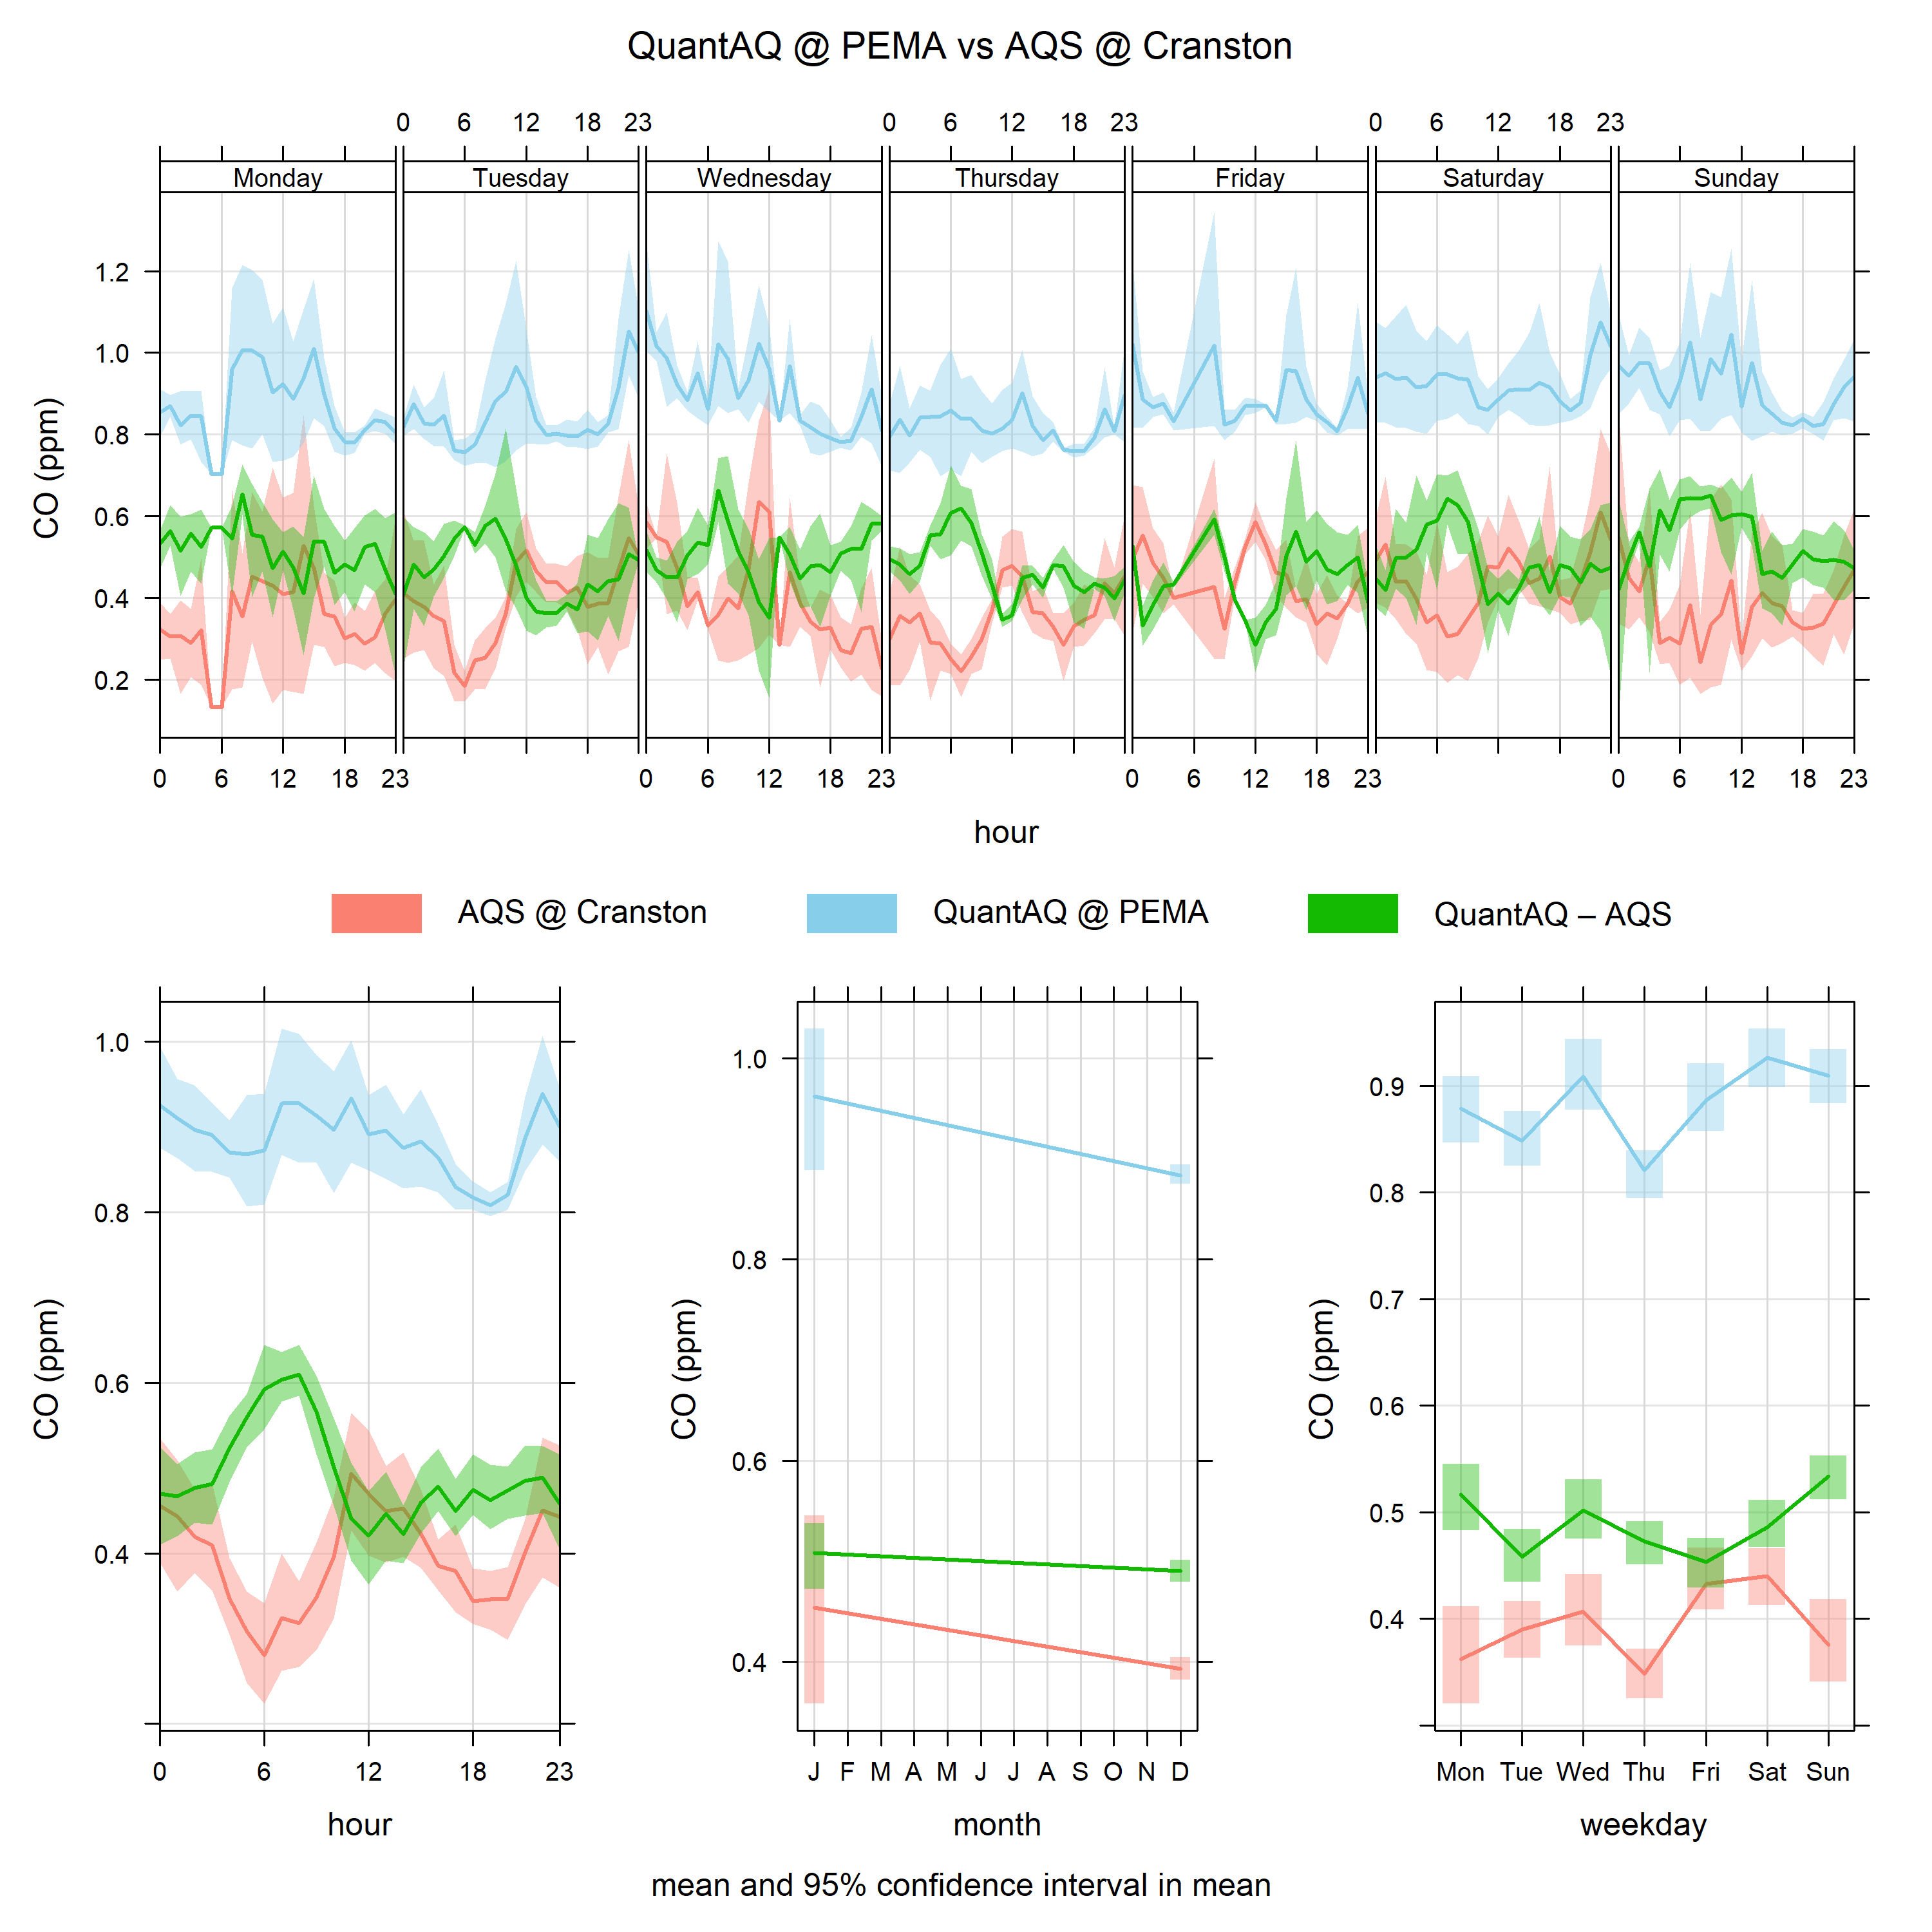 QuantAQ @ PEMA vs AQS @ Cranston
0 6 12 18 23 0 6 12 18 23 0 6 12 18 23
Monday Tuesday Wednesday Thursday Friday Saturday Sunday
CO (ppm)
1.2
1.0
0.8
0.6
0.4
0.2
0 6 12 18 23 0 6 12 18 23 0 6 12 18 23 0 6 12 18 23
hour
AQS @ Cranston QuantAQ @ PEMA QuantAQ – AQS
CO (ppm)
1.0
0.8
0.6
0.4
0 6 12 18 23
hour
CO (ppm)
1.0
0.8
0.6
0.4
J F M A M J J A S O N D
month
CO (ppm)
0.9
0.8
0.7
0.6
0.5
0.4
Mon Tue Wed Thu Fri Sat Sun
weekday
mean and 95% confidence interval in mean